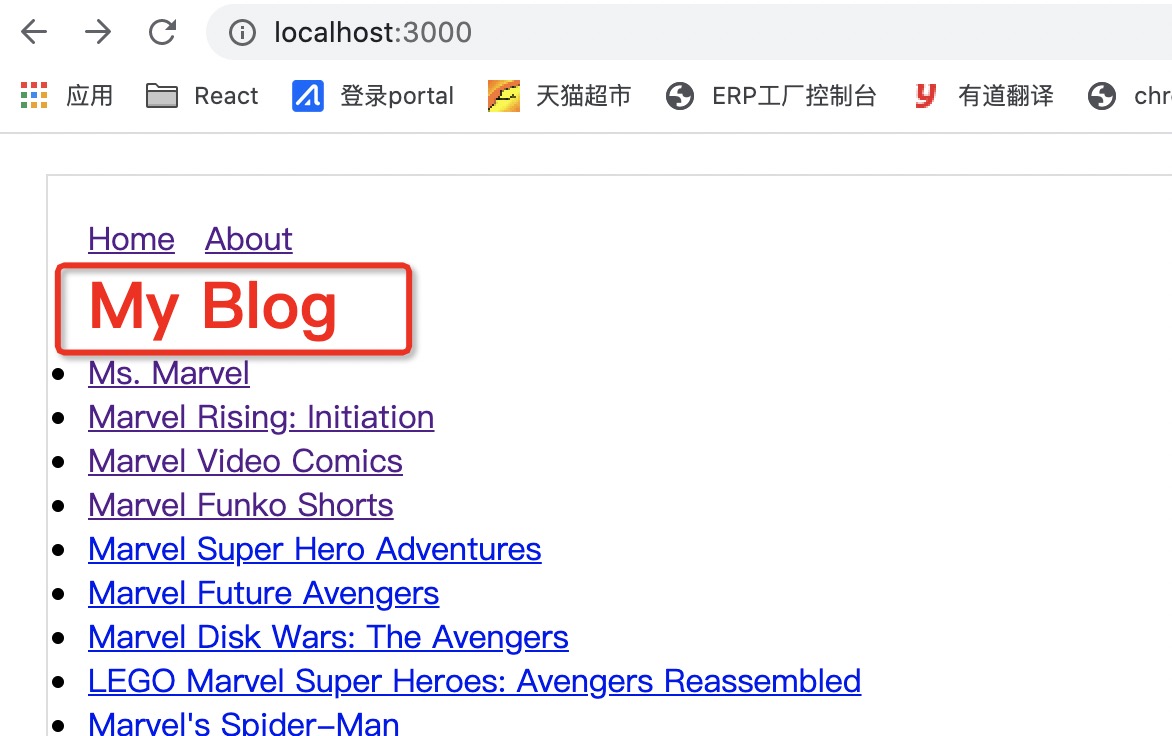 localhost:3000
应用 React 登录portal 天猫超市 ERP工厂控制台 有道翻译
Home About
My Blog
Ms. Marvel
Marvel Rising: Initiation
Marvel Video Comics
Marvel Funko Shorts
Marvel Super Hero Adventures
Marvel Future Avengers
Marvel Disk Wars: The Avengers
LEGO Marvel Super Heroes: Avengers Reassembled
Marvel's Spider-Man